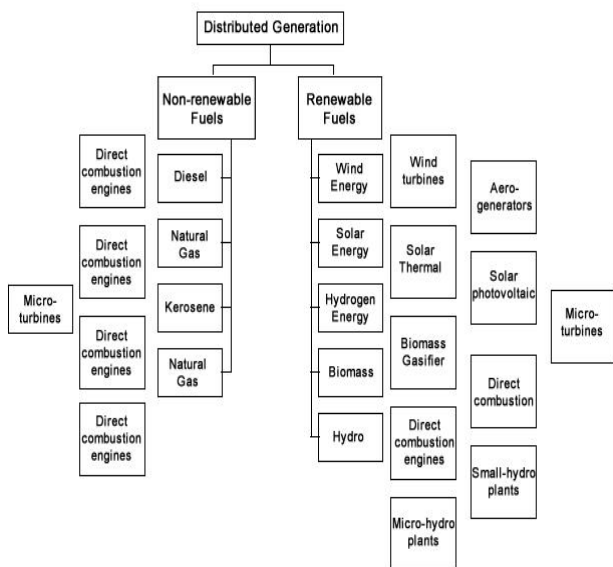 Distributed Generation
Non-renewable
Fuels
Renewable
Fuels
Direct
combustion
engines
Diesel
Wind
Energy
Wind
turbines
Aero-
generators
Direct
combustion
engines
Natural
Gas
Solar
Energy
Solar
Thermal
Solar
photovoltaic
Micro-
turbines
Kerosene
Hydrogen
Energy
Micro-
turbines
Direct
combustion
engines
Natural
Gas
Biomass
Biomass
Gasifier
Direct
combustion
Direct
combustion
engines
Hydro
Direct
combustion
engines
Small-hydro
plants
Micro-hydro
plants